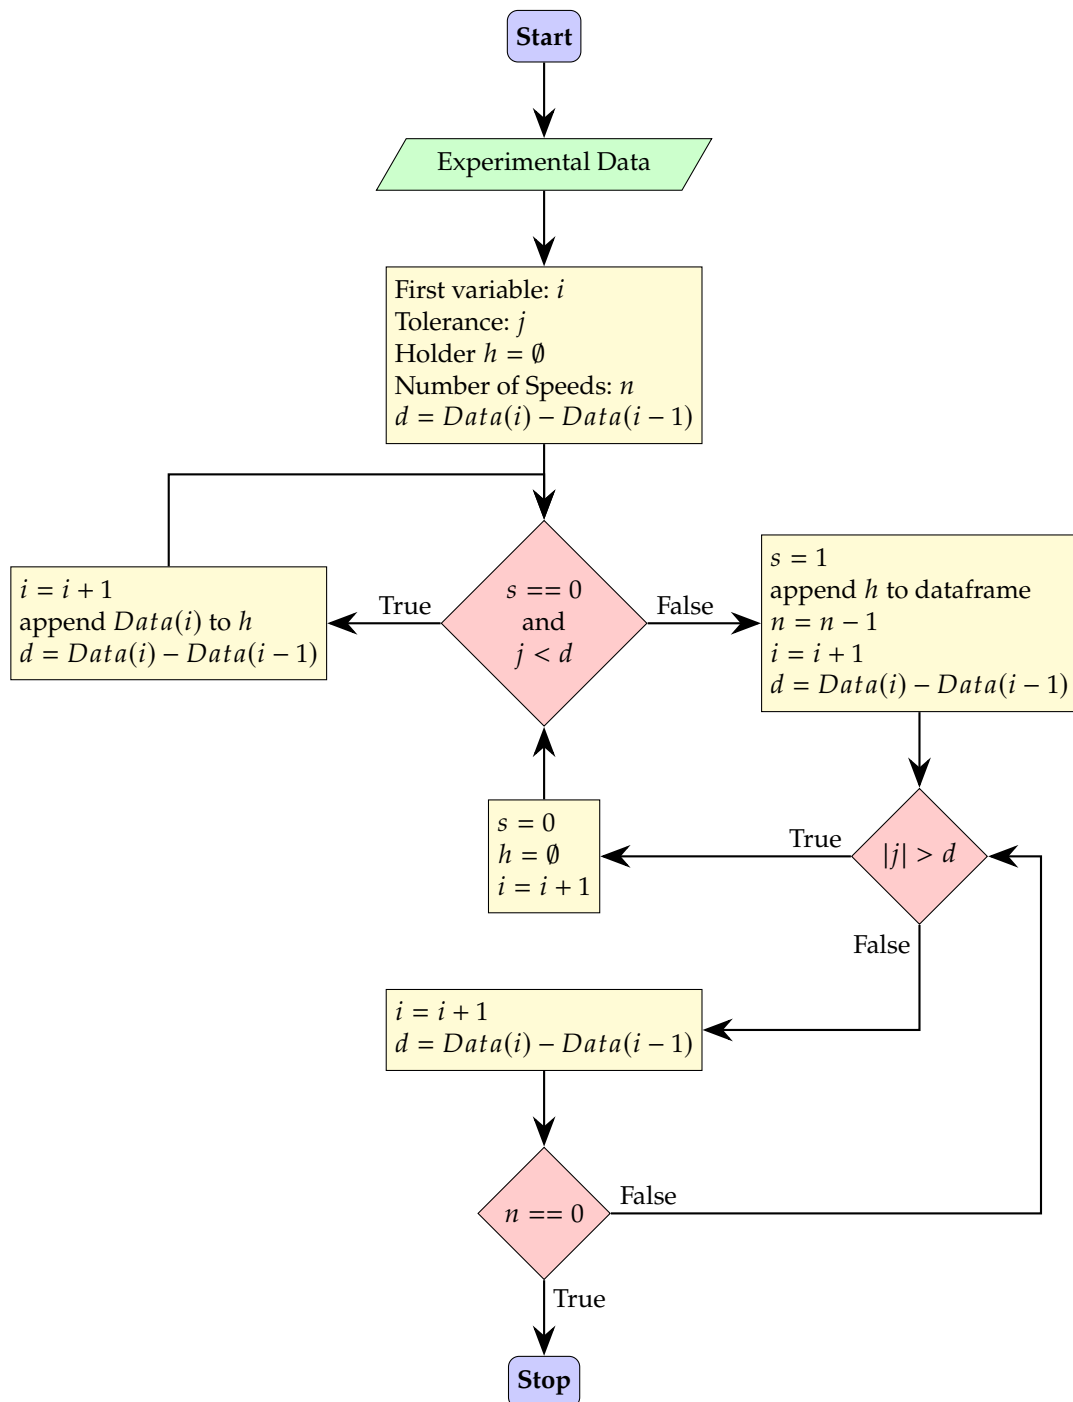 Start
Experimental Data
First variable: i
Tolerance: j
Holder h = ∅
Number of Speeds: n
d = Data(i) − Data(i − 1)
s == 0
and
j < d
True
False
i = i + 1
append Data(i) to h
d = Data(i) − Data(i − 1)
s = 1
append h to dataframe
n = n − 1
i = i + 1
d = Data(i) − Data(i − 1)
|j| > d
True
False
s = 0
h = ∅
i = i + 1
i = i + 1
d = Data(i) − Data(i − 1)
n == 0
False
True
Stop